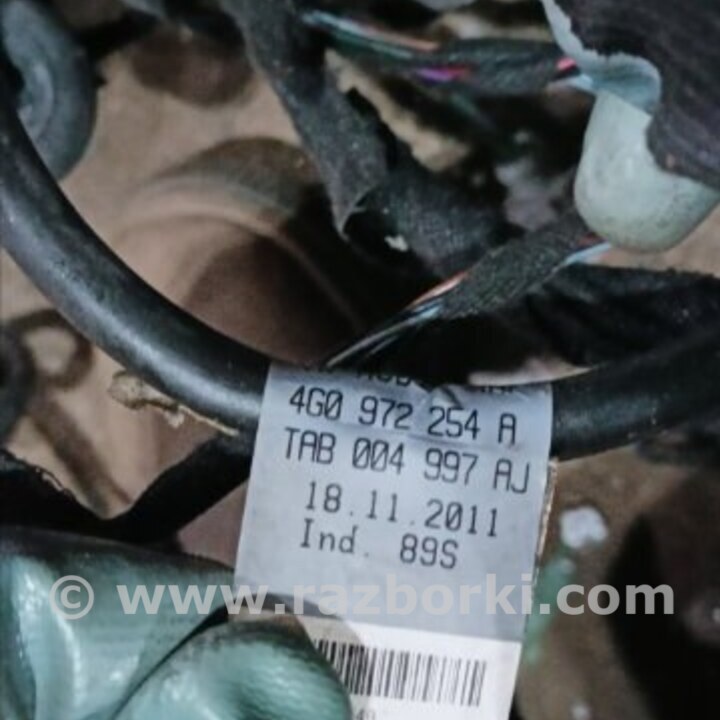 4G0 972 254 A
TAB 004 997 AJ
18.11.2011
Ind. 89S
© www.razborki.com